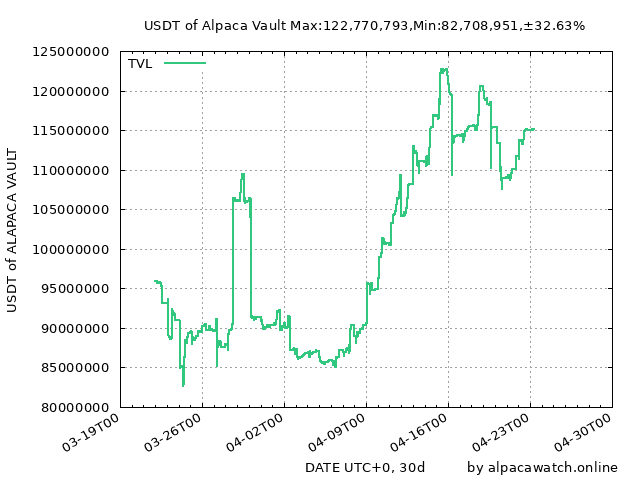 USDT of Alpaca Vault Max:122,770,793,Min:82,708,951,±32.63%
TVL
125000000
120000000
115000000
110000000
105000000
100000000
95000000
90000000
85000000
80000000
USDT of ALAPACA VAULT
03-19T00
03-26T00
04-02T00
04-09T00
04-16T00
04-23T00
04-30T00
DATE UTC+0, 30d
by alpacawatch.online